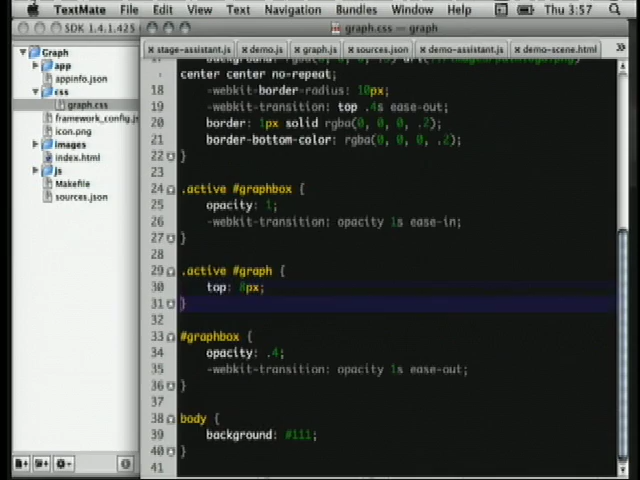 TextMate File Edit View Text Navigation Bundles Window Help Thu 3:57
SDK 1.4.1.425
graph.css — graph
stage-assistant.js
demo.js
graph.js
sources.json
demo-assistant.js
demo-scene.html
»
Graph
app
appinfo.json
css
graph.css
framework_config.js
icon.png
images
index.html
js
Makefile
sources.json
center center no-repeat;
18 -webkit-border-radius: 10px;
19 -webkit-transition: top .4s ease-out;
20 border: 1px solid rgba(0, 0, 0, .2);
21 border-bottom-color: rgba(0, 0, 0, .2);
22 }
23
24 .active #graphbox {
25 opacity: 1;
26 -webkit-transition: opacity 1s ease-in;
27 }
28
29 .active #graph {
30 top: 8px;
31 }
32
33 #graphbox {
34 opacity: .4;
35 -webkit-transition: opacity 1s ease-out;
36 }
37
38 body {
39 background: #111;
40 }
41